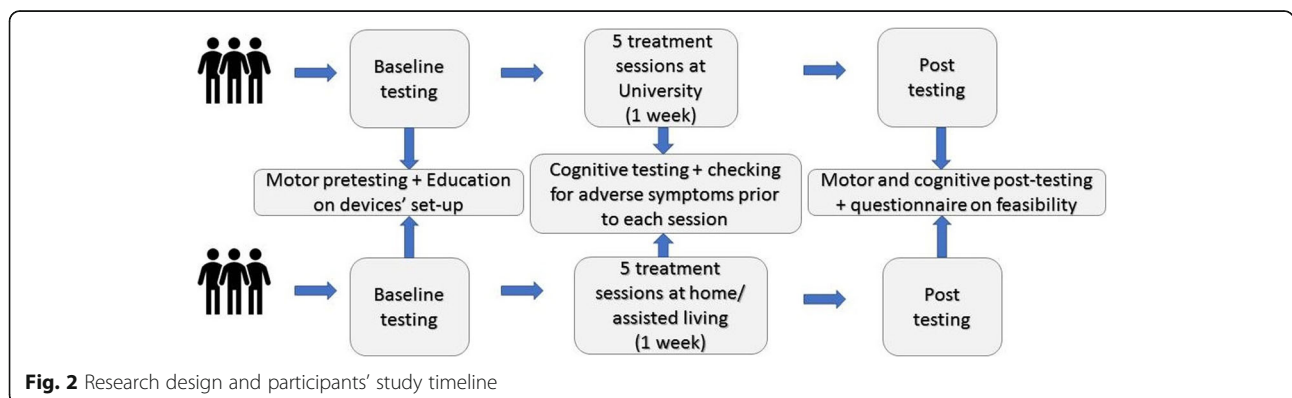 Baseline
testing
5 treatment
sessions at
University
(1 week)
Post
testing
Motor pretesting + Education
on devices' set-up
Cognitive testing + checking
for adverse symptoms prior
to each session
Motor and cognitive post-testing
+ questionnaire on feasibility
Baseline
testing
5 treatment
sessions at home/
assisted living
(1 week)
Post
testing
Fig. 2 Research design and participants' study timeline